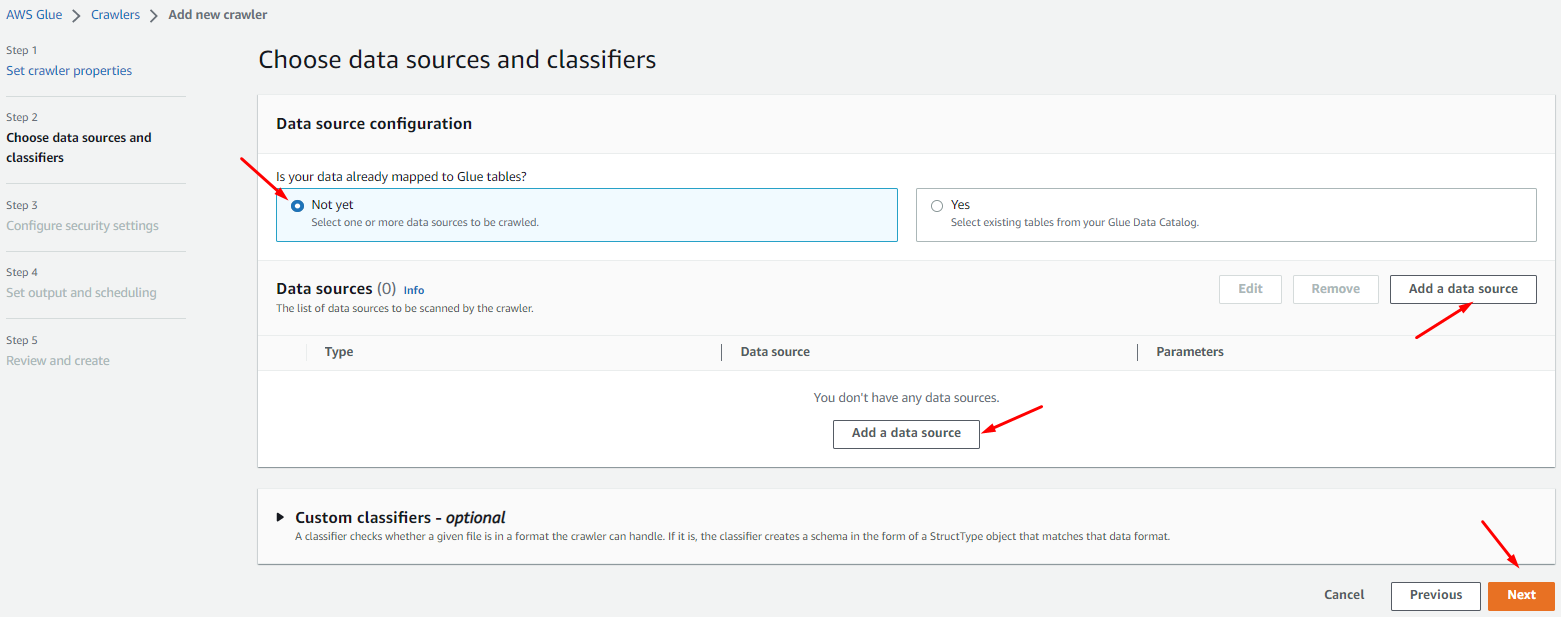 AWS Glue > Crawlers > Add new crawler
Step 1
Set crawler properties
Step 2
Choose data sources and
classifiers
Step 3
Configure security settings
Step 4
Set output and scheduling
Step 5
Review and create
Choose data sources and classifiers
Data source configuration
Is your data already mapped to Glue tables?
Not yet
Select one or more data sources to be crawled.
Yes
Select existing tables from your Glue Data Catalog.
Data sources (0) Info
The list of data sources to be scanned by the crawler.
Edit
Remove
Add a data source
Type
Data source
Parameters
You don't have any data sources.
Add a data source
Custom classifiers - optional
A classifier checks whether a given file is in a format the crawler can handle. If it is, the classifier creates a schema in the form of a StructType object that matches that data format.
Cancel
Previous
Next